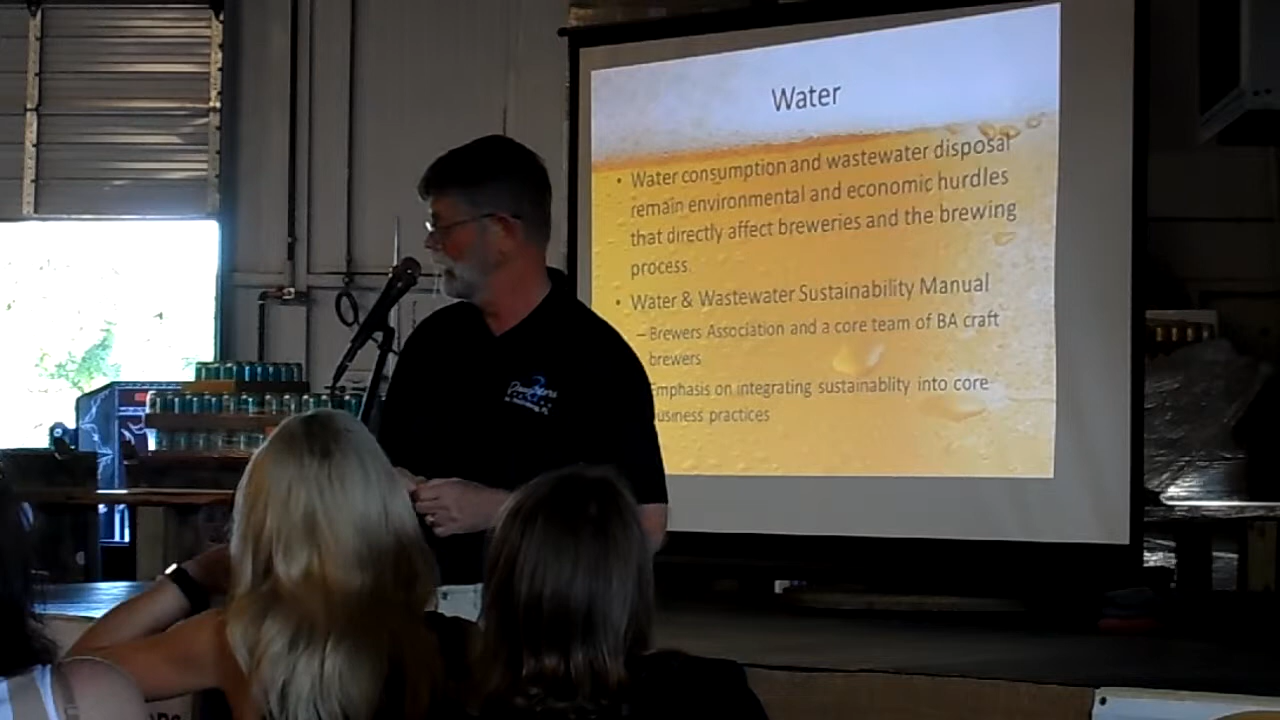 Water
• Water consumption and wastewater disposal
remain environmental and economic hurdles
that directly affect breweries and the brewing
process.
• Water & Wastewater Sustainability Manual
– Brewers Association and a core team of BA craft
brewers
Emphasis on integrating sustainablity into core
usiness practices